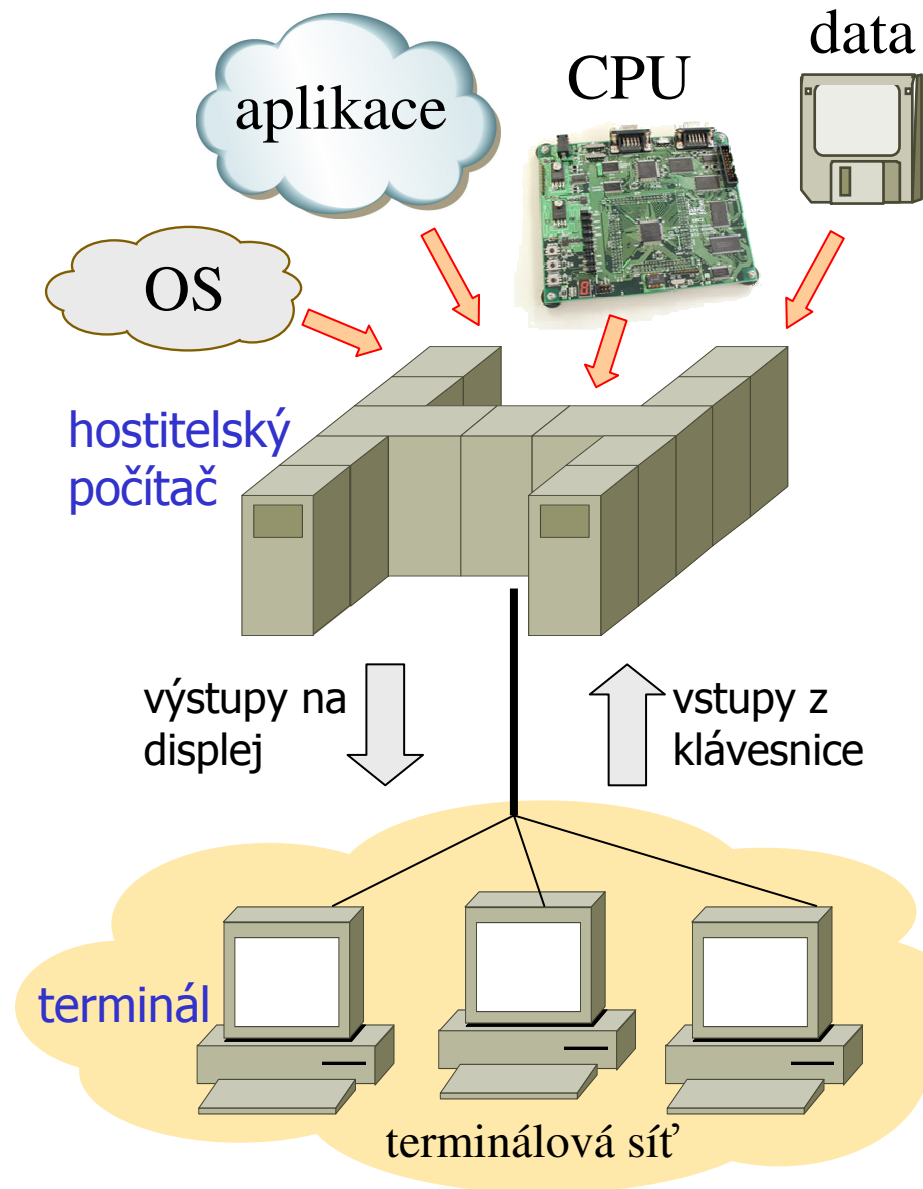 data
CPU
aplikace
OS
hostitelský
počítač
výstupy na
displej
vstupy z
klávesnice
terminál
terminálová síť